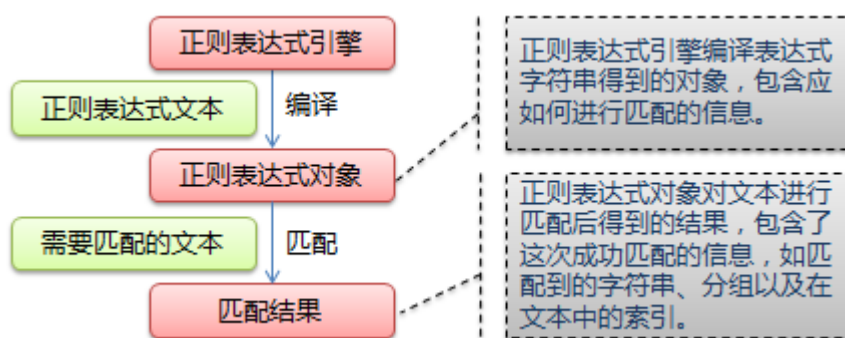 正则表达式引擎
正则表达式文本
编译
正则表达式对象
需要匹配的文本
匹配
匹配结果
正则表达式引擎编译表达式
字符串得到的对象，包含应
如何进行匹配的信息。
正则表达式对象对文本进行
匹配后得到的结果，包含了
这次成功匹配的信息，如匹
配到的字符串、分组以及在
文本中的索引。